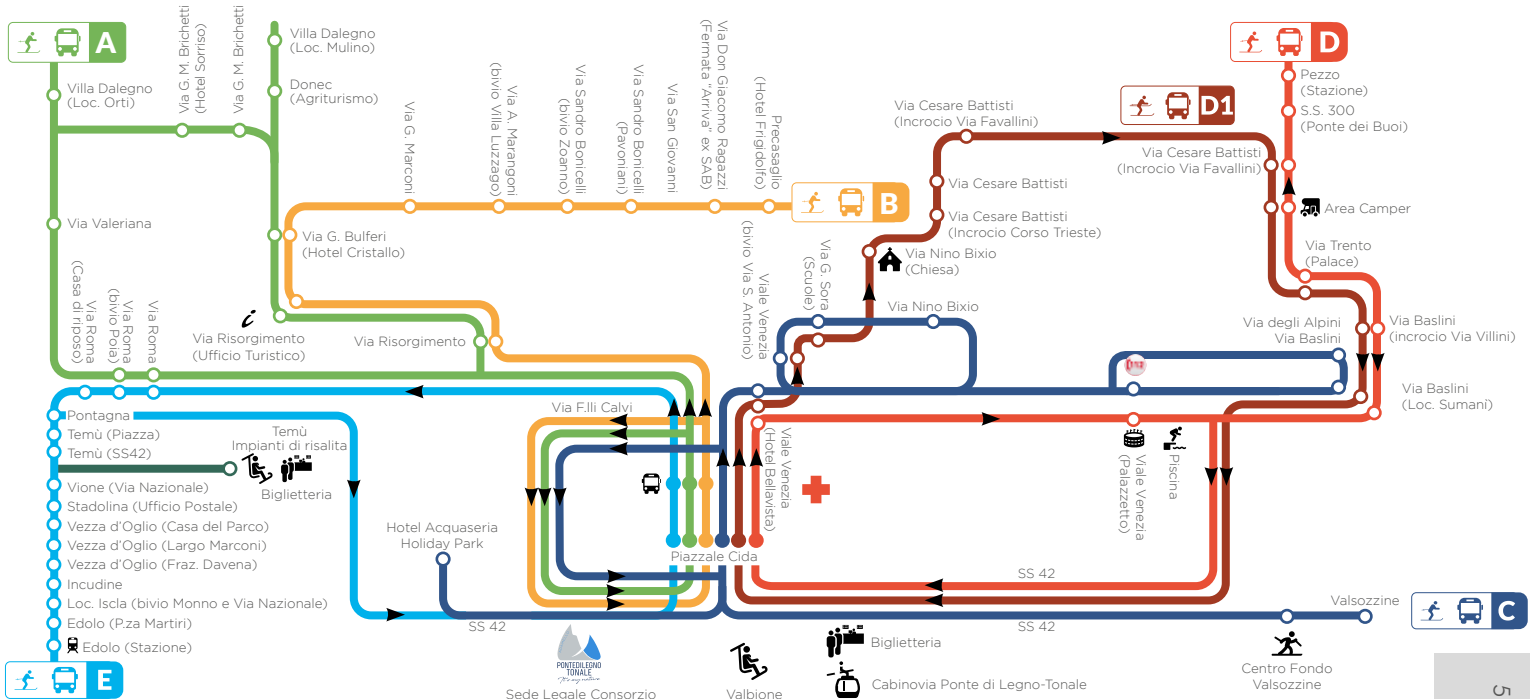 A
Villa Dalegno
(Loc. Orti)
Via G. M. Brichetti
(Hotel Sorriso)
Via G. M. Brichetti
Villa Dalegno
(Loc. Mulino)
Donec
(Agriturismo)
Via G. Marconi
Via A. Marangoni
(bivio Villa Luzzago)
Via Sandro Bonicelli
(bivio Zoanno)
Via Sandro Bonicelli
(Pavoniani)
Via San Giovanni
Via Don Giacomo Ragazzi
(Fermata "Arriva" ex SAB)
Precasaglio
(Hotel Frigidolfo)
B
Via Cesare Battisti
(Incrocio Via Favallini)
D1
D
Pezzo
(Stazione)
S.S. 300
(Ponte dei Buoi)
Via Cesare Battisti
(Incrocio Via Favallini)
Area Camper
Via Cesare Battisti
Via Cesare Battisti
(Incrocio Corso Trieste)
Via Nino Bixio
(Chiesa)
Via Trento
(Palace)
Via Valeriana
Via G. Bulferi
(Hotel Cristallo)
Viale Venezia
(bivio Via S. Antonio)
Via G. Sora
(Scuole)
Via Nino Bixio
Via degli Alpini
Via Baslini
Via Baslini
(incrocio Via Villini)
Via Roma
(Casa di riposo)
Via Roma
(bivio Poia)
Via Roma
Via Risorgimento
(Ufficio Turistico)
Via Risorgimento
Via Baslini
(Loc. Sumani)
Via F.lli Calvi
Viale Venezia
(Hotel Bellavista)
Viale Venezia
(Palazzetto)
Piscina
Pontagna
Temù (Piazza)
Temù (SS42)
Temù
Impianti di risalita
Biglietteria
Vione (Via Nazionale)
Stadolina (Ufficio Postale)
Vezza d'Oglio (Casa del Parco)
Vezza d'Oglio (Largo Marconi)
Vezza d'Oglio (Fraz. Davena)
Incudine
Loc. Iscla (bivio Monno e Via Nazionale)
Edolo (P.za Martiri)
Edolo (Stazione)
E
Hotel Acquaseria
Holiday Park
Piazzale Cida
SS 42
SS 42
SS 42
Valsozzine
C
PONTEDILEGNO
TONALE
Sede Legale Consorzio
Valbione
Biglietteria
Cabinovia Ponte di Legno-Tonale
Centro Fondo
Valsozzine
5